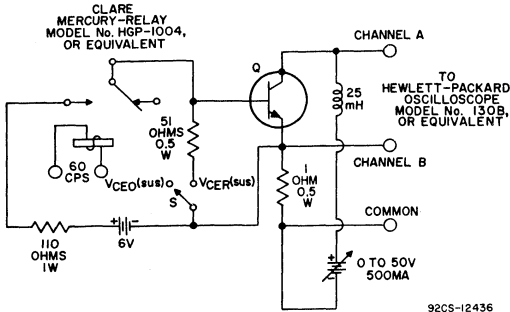 CLARE
MERCURY-RELAY
MODEL No. HGP-1004,
OR EQUIVALENT
CHANNEL A
Q
TO
HEWLETT-PACKARD
OSCILLOSCOPE
MODEL No. 130B,
OR EQUIVALENT
25
mH
51
OHMS
0.5
W
60
CPS
CHANNEL B
VCEO(sus)
VCER(sus)
S
1
OHM
0.5
W
COMMON
+ -
110
OHMS
1W
6V
+
-
0 TO 50V
500MA
92CS-12436